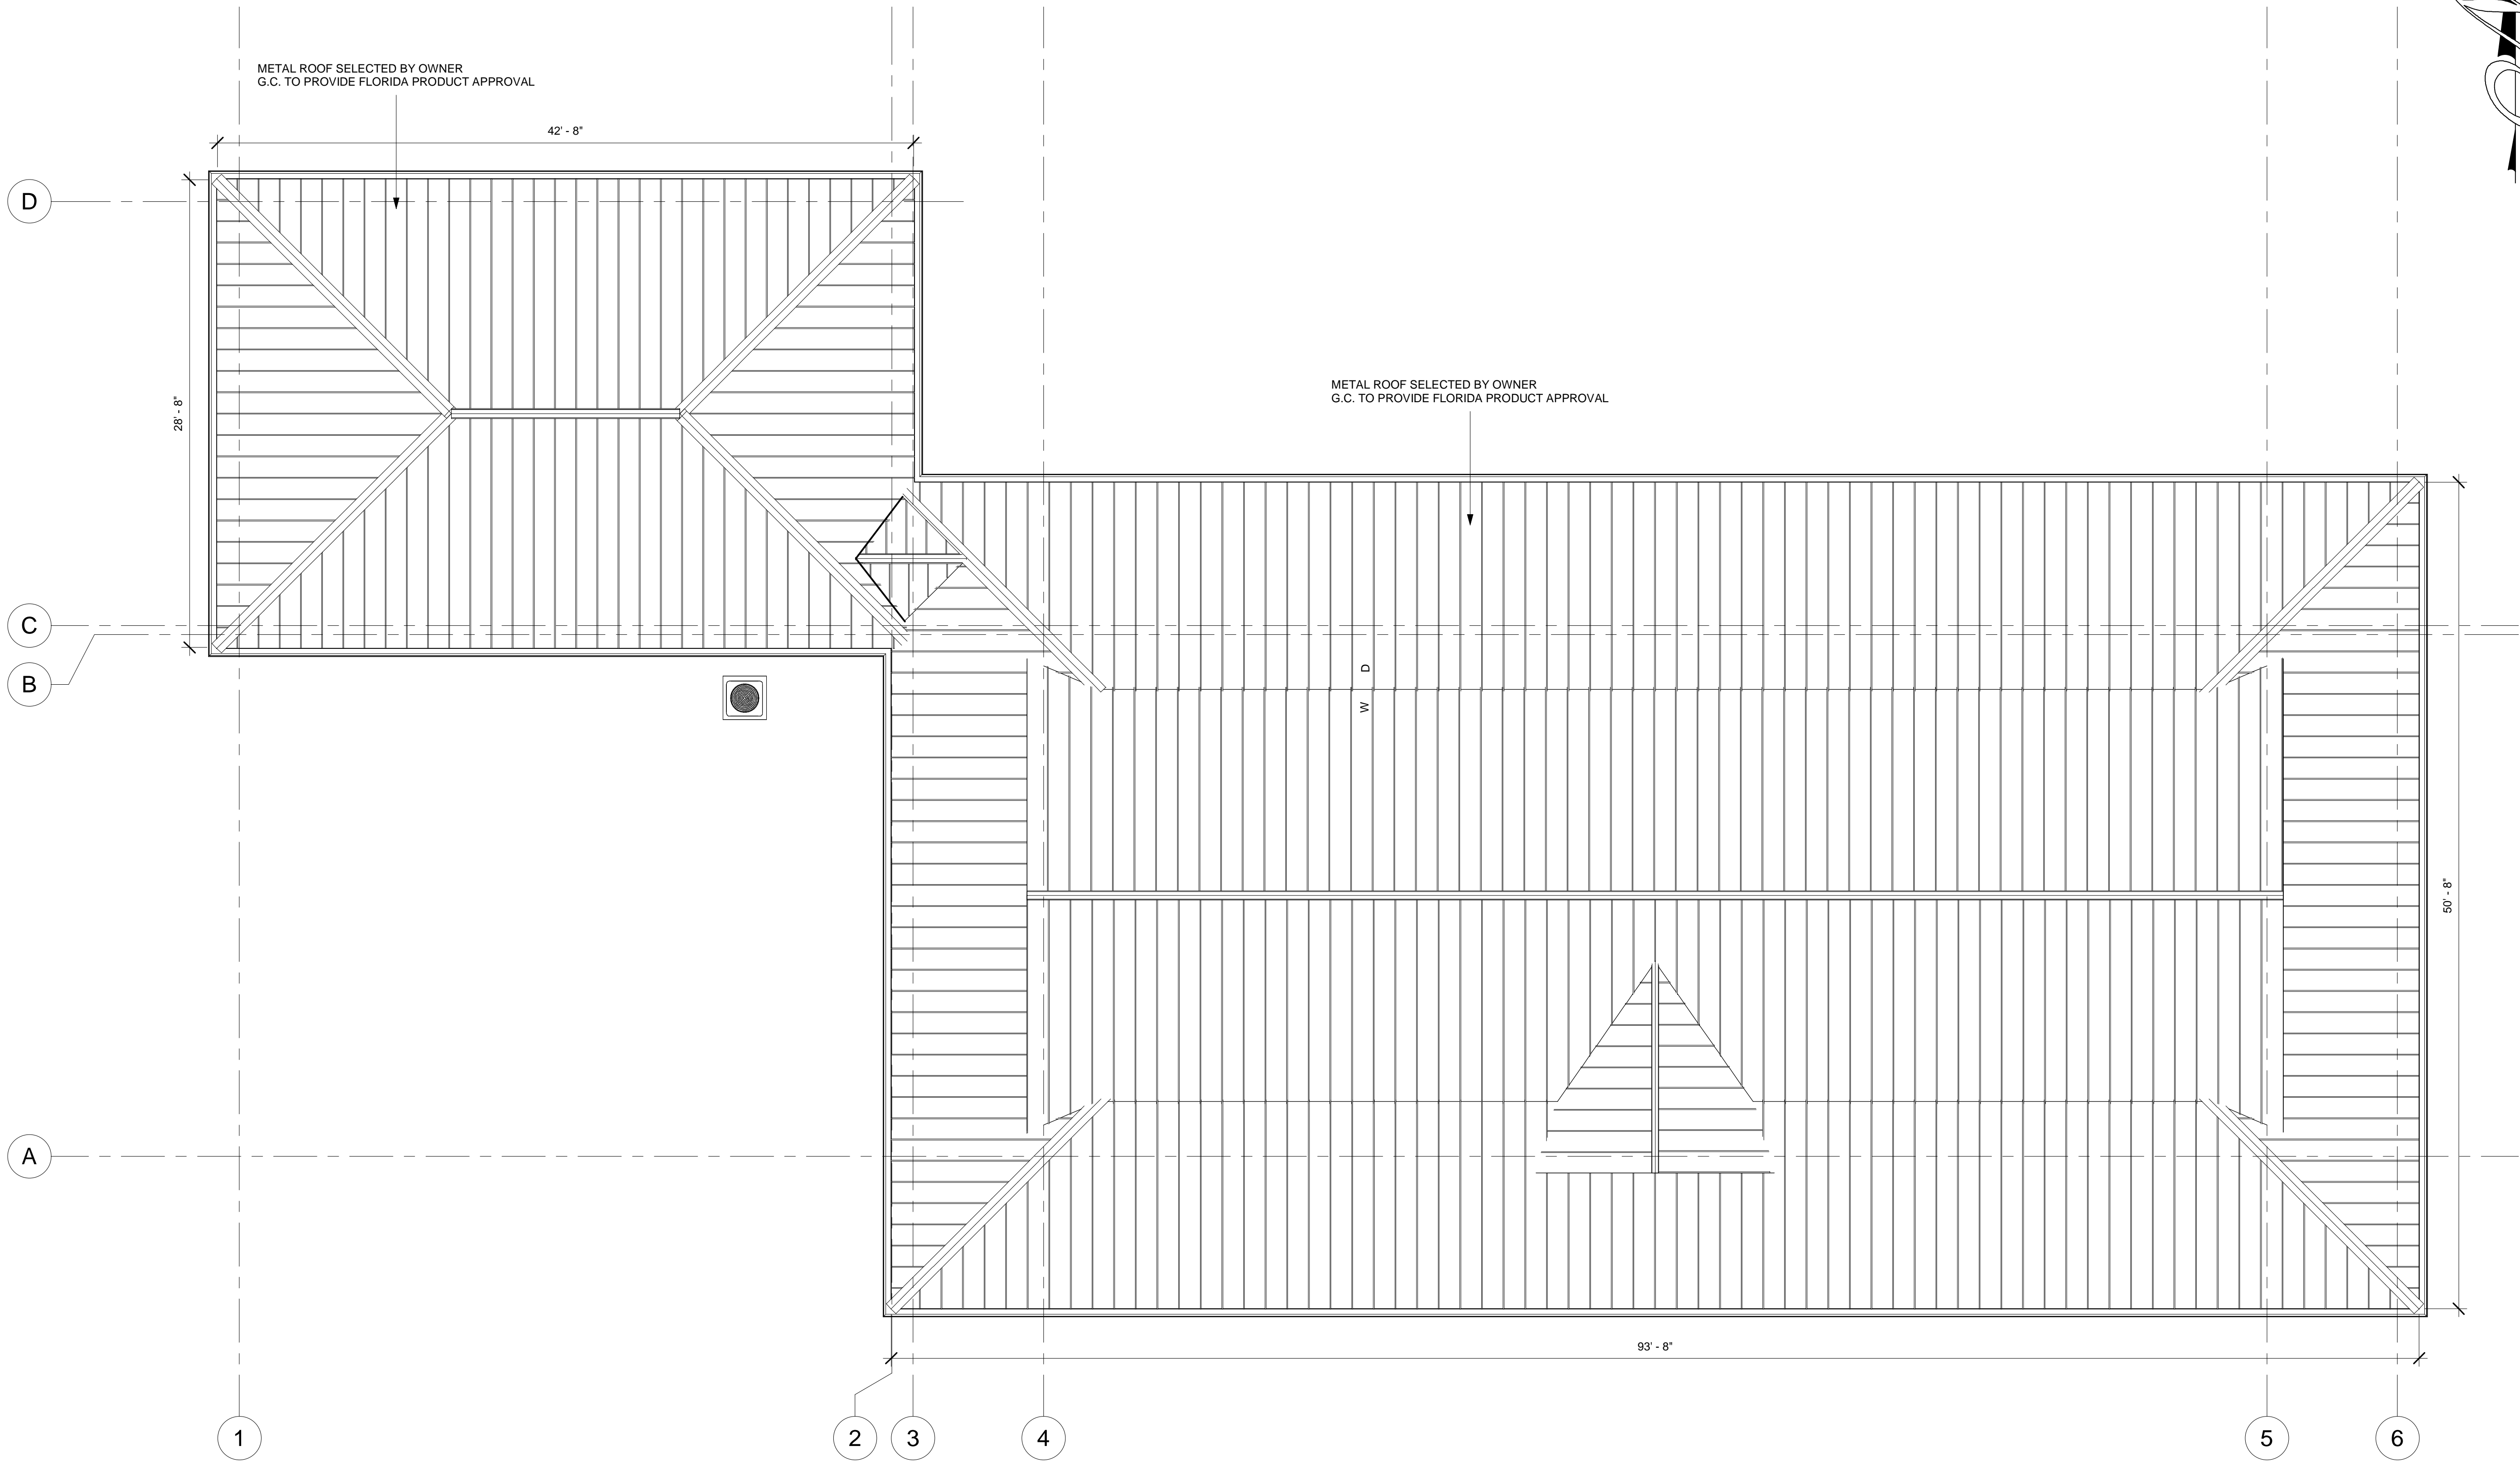 METAL ROOF SELECTED BY OWNER
G.C. TO PROVIDE FLORIDA PRODUCT APPROVAL
42' - 8"
D
28' - 8"
METAL ROOF SELECTED BY OWNER
G.C. TO PROVIDE FLORIDA PRODUCT APPROVAL
C
B
W D
50' - 8"
A
93' - 8"
1
2
3
4
5
6